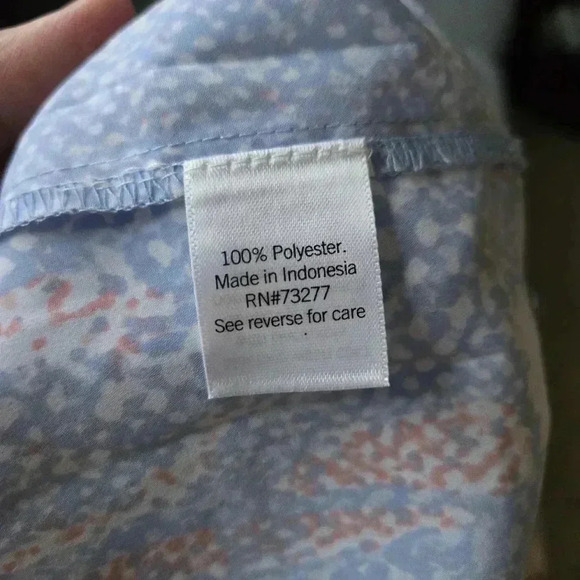 100% Polyester.
Made in Indonesia
RN#73277
See reverse for care